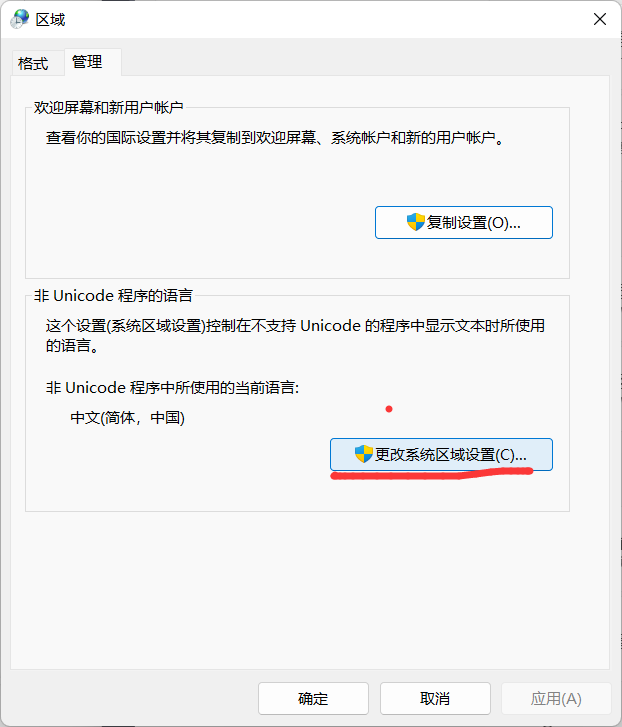 区域
格式
管理
欢迎屏幕和新用户帐户
查看你的国际设置并将其复制到欢迎屏幕、系统帐户和新的用户帐户。
复制设置(O)...
非 Unicode 程序的语言
这个设置(系统区域设置)控制在不支持 Unicode 的程序中显示文本时所使用
的语言。
非 Unicode 程序中所使用的当前语言:
中文(简体，中国)
更改系统区域设置(C)...
确定
取消
应用(A)